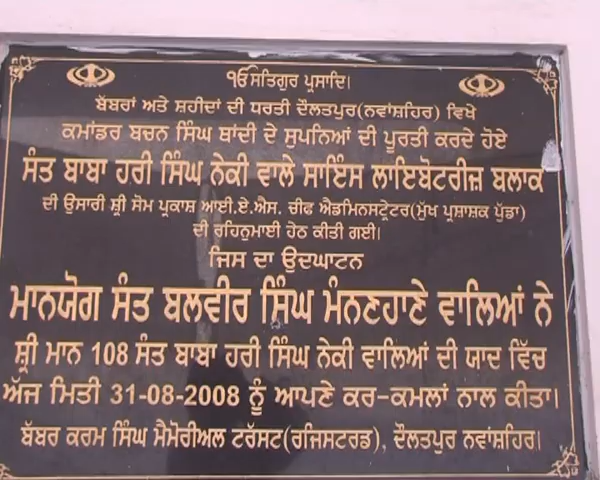 ੴ ਸਤਿਗੁਰ ਪ੍ਰਸਾਦਿ।
ਬੱਬਰਾਂ ਅਤੇ ਸ਼ਹੀਦਾਂ ਦੀ ਧਰਤੀ ਦੌਲਤਪੁਰ(ਨਵਾਂਸ਼ਹਿਰ) ਵਿਖੇ
ਕਮਾਂਡਰ ਬਚਨ ਸਿੰਘ ਥਾਂਦੀ ਦੇ ਸੁਪਨਿਆਂ ਦੀ ਪੂਰਤੀ ਕਰਦੇ ਹੋਏ
ਸੰਤ ਬਾਬਾ ਹਰੀ ਸਿੰਘ ਨੇਕੀ ਵਾਲੇ ਸਾਇੰਸ ਲਾਇਬੋਟਰੀਜ਼ ਬਲਾਕ
ਦੀ ਉਸਾਰੀ ਸ਼੍ਰੀ ਸੋਮ ਪ੍ਰਕਾਸ਼ ਆਈ.ਏ.ਐਸ. ਚੀਫ ਐਡਮਿਨਸਟ੍ਰੇਟਰ(ਮੁੱਖ ਪ੍ਰਸ਼ਾਸ਼ਕ ਪੁੱਡਾ)
ਦੀ ਰਹਿਨੁਮਾਈ ਹੇਠ ਕੀਤੀ ਗਈ।
ਜਿਸ ਦਾ ਉਦਘਾਟਨ
ਮਾਨਯੋਗ ਸੰਤ ਬਲਵੀਰ ਸਿੰਘ ਮੰਨਣਹਾਣੇ ਵਾਲਿਆਂ ਨੇ
ਸ਼੍ਰੀ ਮਾਨ 108 ਸੰਤ ਬਾਬਾ ਹਰੀ ਸਿੰਘ ਨੇਕੀ ਵਾਲਿਆਂ ਦੀ ਯਾਦ ਵਿੱਚ
ਅੱਜ ਮਿਤੀ 31-08-2008 ਨੂੰ ਆਪਣੇ ਕਰ-ਕਮਲਾਂ ਨਾਲ ਕੀਤਾ।
ਬੱਬਰ ਕਰਮ ਸਿੰਘ ਮੈਮੋਰੀਅਲ ਟਰੱਸਟ(ਰਜਿਸਟਰਡ), ਦੌਲਤਪੁਰ ਨਵਾਂਸ਼ਹਿਰ।